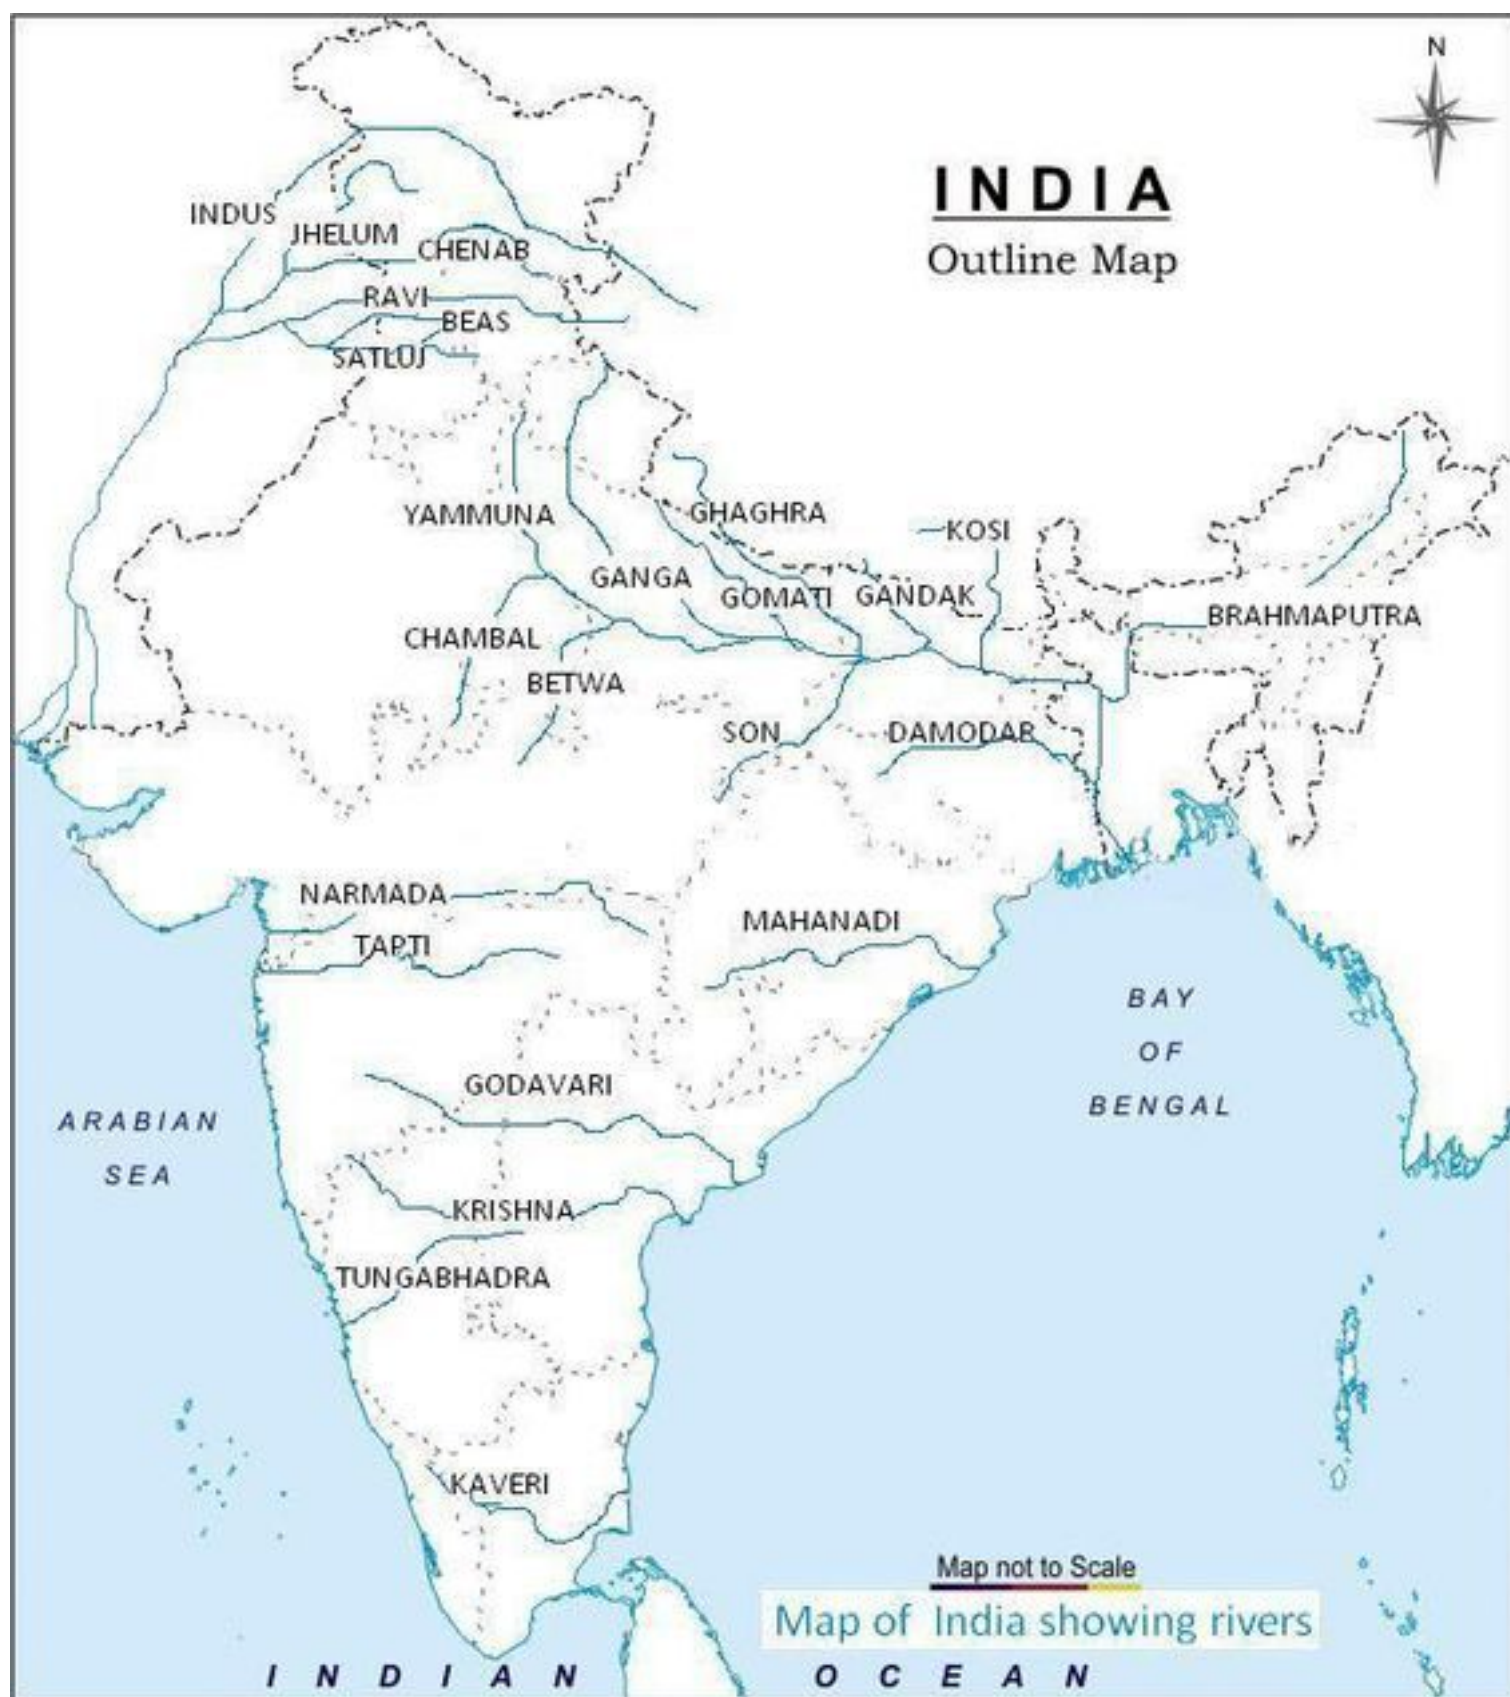 N
INDIA
Outline Map
INDUS
JHELUM
CHENAB
RAVI
BEAS
SATLUJ
YAMMUNA
GHAGHRA
KOSI
GANGA
GOMATI
GANDAK
BRAHMAPUTRA
CHAMBAL
BETWA
SON
DAMODAR
NARMADA
MAHANADI
TAPTI
BAY
OF
BENGAL
GODAVARI
ARABIAN
SEA
KRISHNA
TUNGABHADRA
KAVERI
Map not to Scale
Map of India showing rivers
INDIAN OCEAN